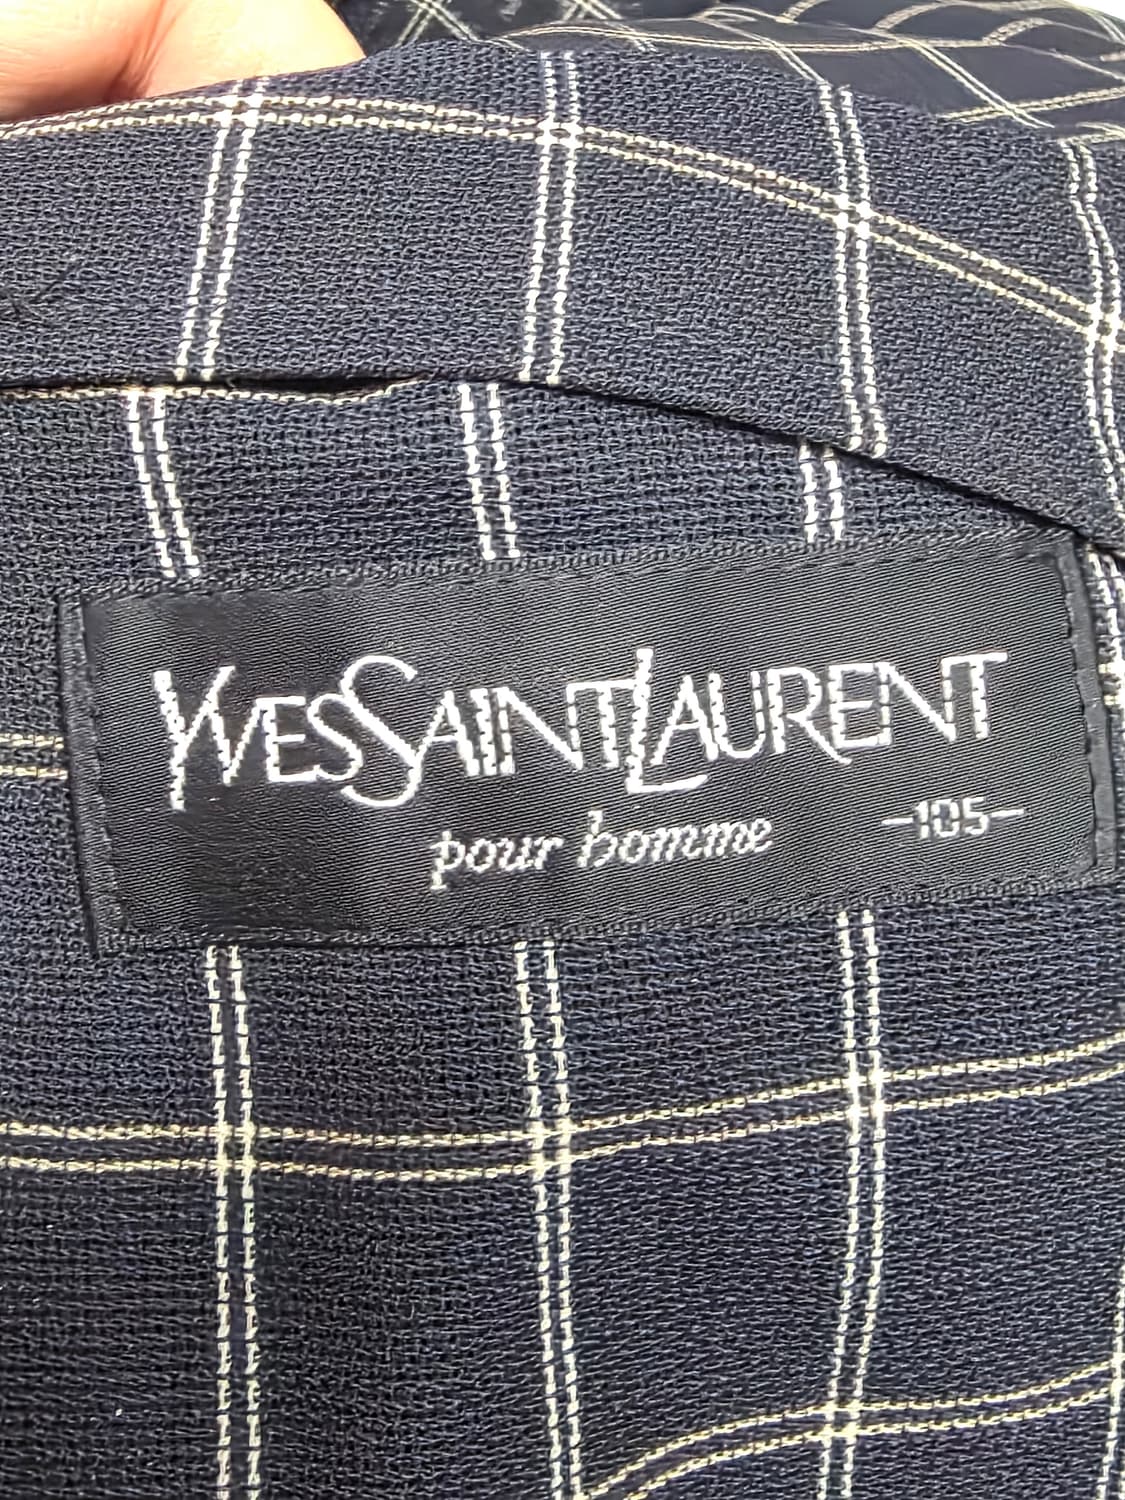 YVESSAINTLAURENT
pour homme -105-